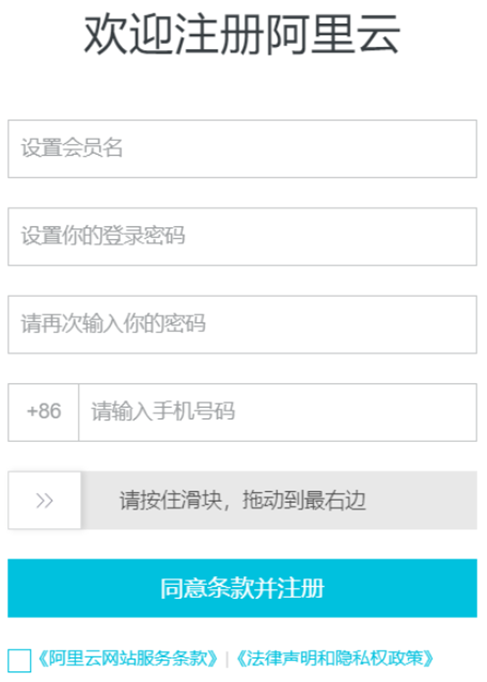 欢迎注册阿里云
设置会员名
设置你的登录密码
请再次输入你的密码
+86 请输入手机号码
>> 请按住滑块，拖动到最右边
同意条款并注册
《阿里云网站服务条款》 | 《法律声明和隐私权政策》